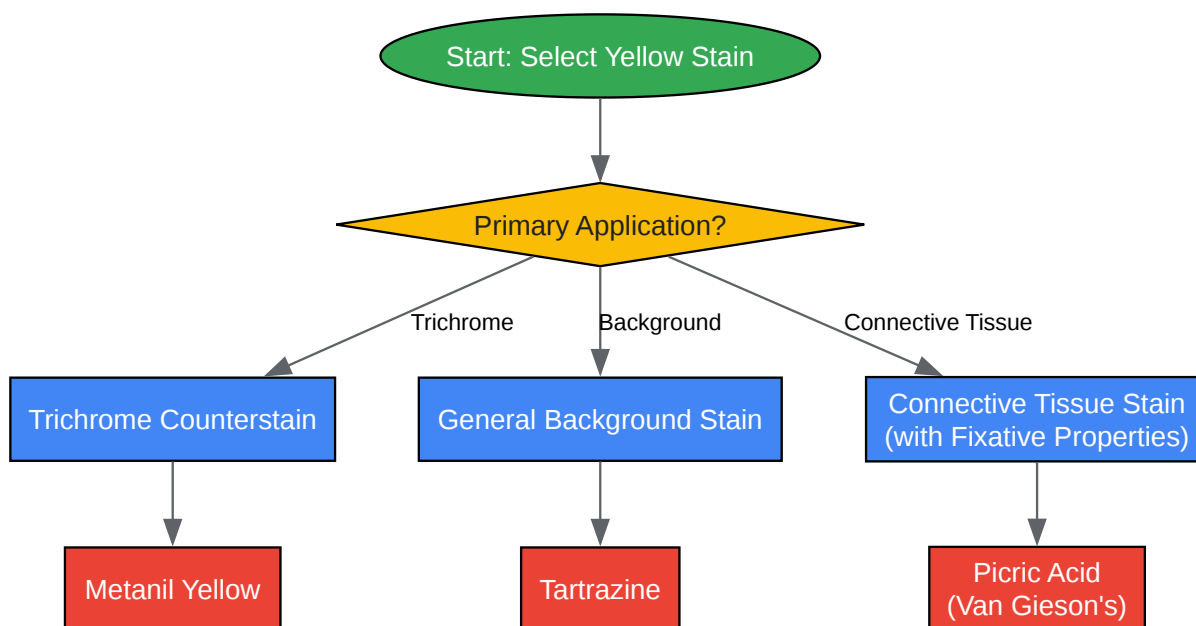 Start: Select Yellow Stain
Primary Application?
Trichrome
Background
Connective Tissue
Trichrome Counterstain
General Background Stain
Connective Tissue Stain
(with Fixative Properties)
Metanil Yellow
Tartrazine
Picric Acid
(Van Gieson's)